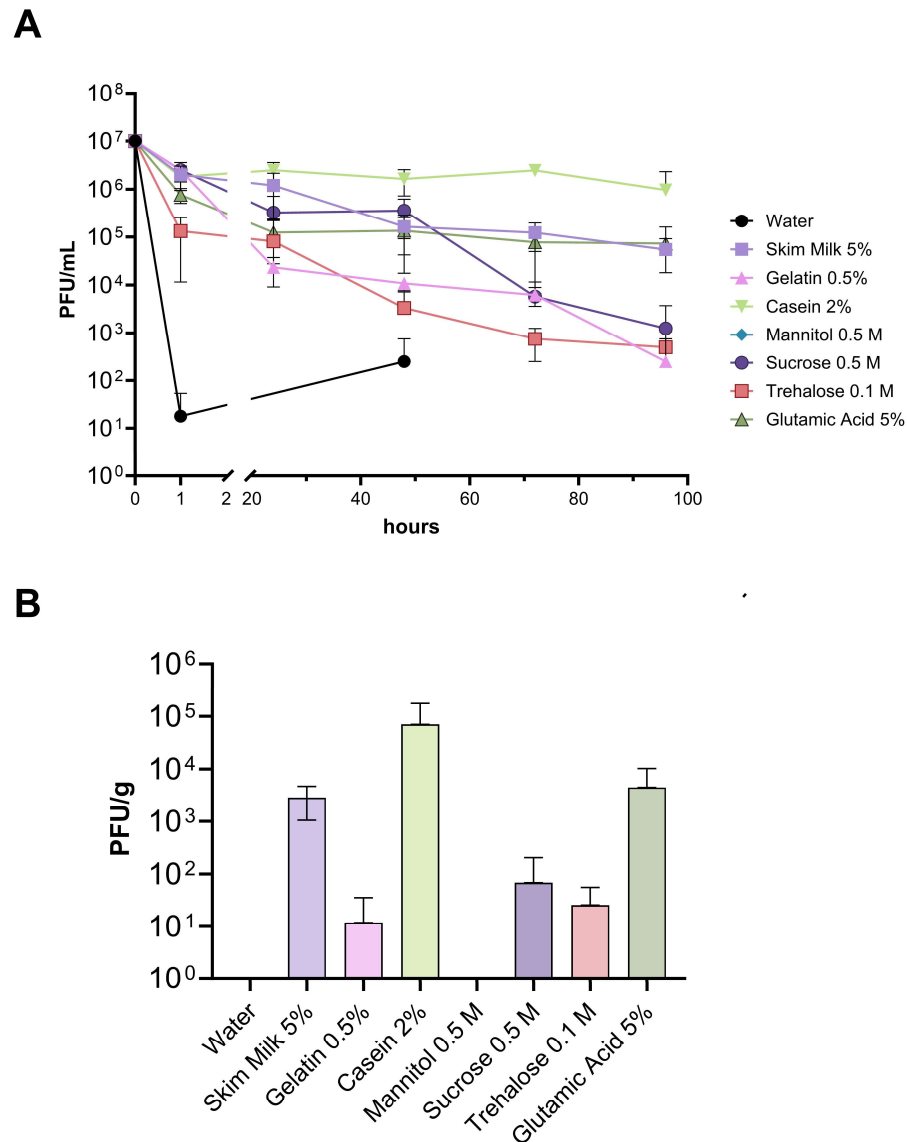 A
PFU/mL
10⁸
10⁷
10⁶
10⁵
10⁴
10³
10²
10¹
10⁰
0 1 2 20 40 60 80 100
hours
Water
Skim Milk 5%
Gelatin 0.5%
Casein 2%
Mannitol 0.5 M
Sucrose 0.5 M
Trehalose 0.1 M
Glutamic Acid 5%
B
PFU/g
10⁶
10⁵
10⁴
10³
10²
10¹
10⁰
Water
Skim Milk 5%
Gelatin 0.5%
Casein 2%
Mannitol 0.5 M
Sucrose 0.5 M
Trehalose 0.1 M
Glutamic Acid 5%